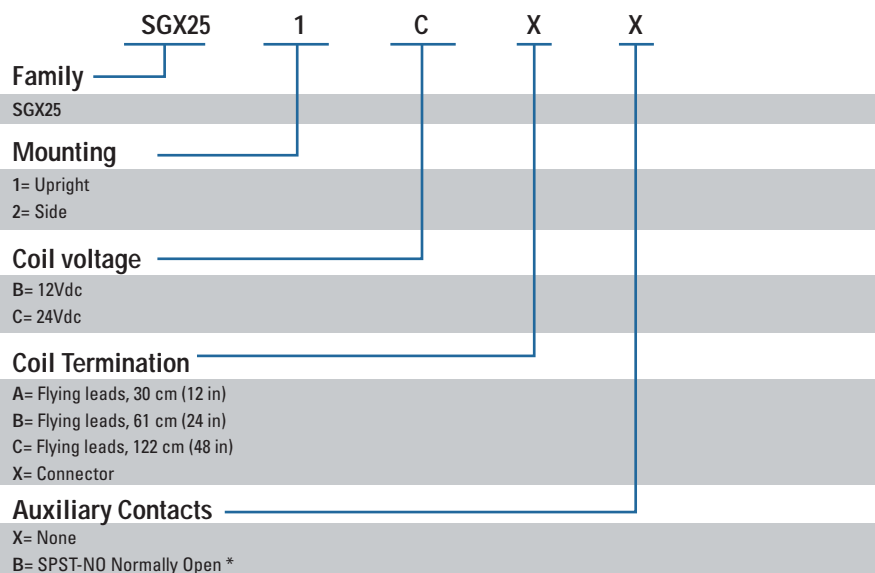 SGX25 1 C X X
Family
SGX25
Mounting
1= Upright
2= Side
Coil voltage
B= 12Vdc
C= 24Vdc
Coil Termination
A= Flying leads, 30 cm (12 in)
B= Flying leads, 61 cm (24 in)
C= Flying leads, 122 cm (48 in)
X= Connector
Auxiliary Contacts
X= None
B= SPST-NO Normally Open *